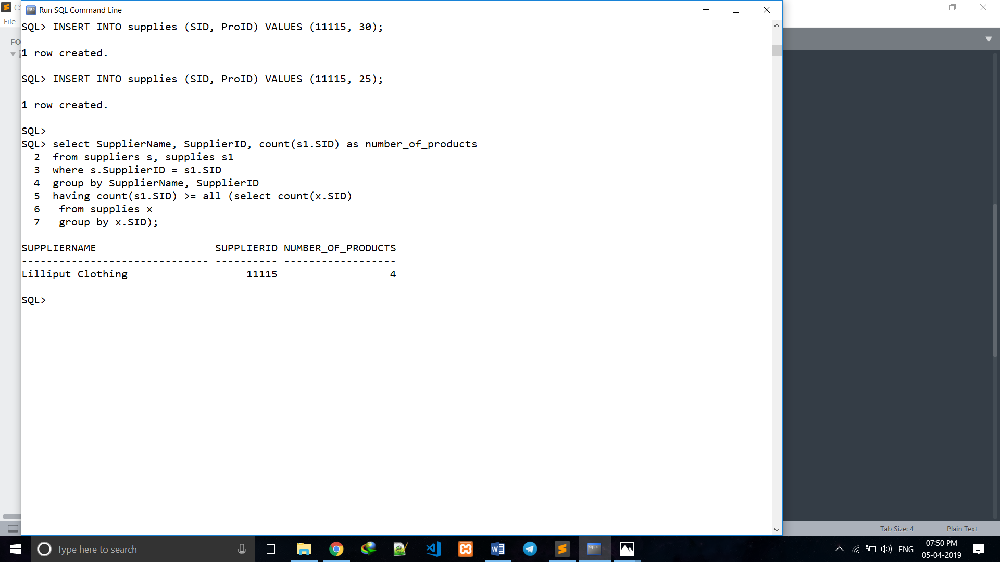 C:
Run SQL Command Line
File
FO
SQL> INSERT INTO supplies (SID, ProID) VALUES (11115, 30);
1 row created.
SQL> INSERT INTO supplies (SID, ProID) VALUES (11115, 25);
1 row created.
SQL>
SQL> select SupplierName, SupplierID, count(s1.SID) as number_of_products
2 from suppliers s, supplies s1
3 where s.SupplierID = s1.SID
4 group by SupplierName, SupplierID
5 having count(s1.SID) >= all (select count(x.SID)
6 from supplies x
7 group by x.SID);
SUPPLIERNAME SUPPLIERID NUMBER_OF_PRODUCTS
------------------------------ ---------- ------------------
Lilliput Clothing 11115 4
SQL>
Tab Size: 4 Plain Text
Type here to search
ENG
07:50 PM
05-04-2019